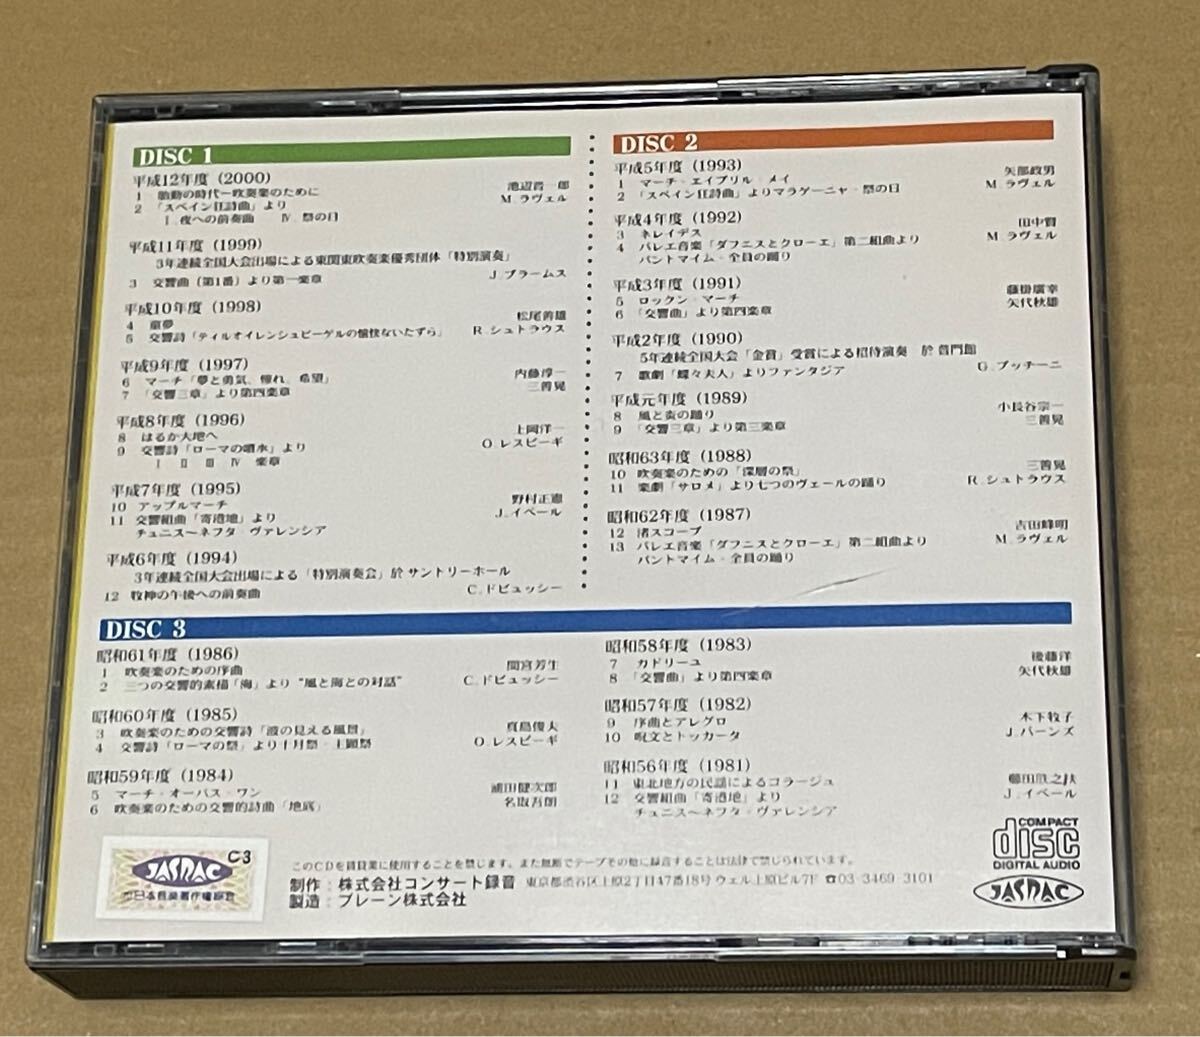 DISC 1
平成12年度 (2000)
1 胎動の時代ー吹奏楽のために 池辺晋一郎
2 「スペイン狂詩曲」より M.ラヴェル
I.夜への前奏曲 IV.祭の日
平成11年度 (1999)
3年連続全国大会出場による東関東吹奏楽優秀団体「特別演奏」
3 交響曲(第1番)より第一楽章 J.ブラームス
平成10年度 (1998)
4 童夢 松尾善雄
5 交響詩「ティルオイレンシュピーゲルの愉快ないたずら」 R.シュトラウス
平成9年度 (1997)
6 マーチ「夢と勇気、憧れ、希望」 内藤淳一
7 「交響三章」より第四楽章 三善晃
平成8年度 (1996)
8 はるか大地へ 上岡洋一
9 交響詩「ローマの噴水」より O.レスピーギ
I II III IV 楽章
平成7年度 (1995)
10 アップルマーチ 野村正憲
11 交響組曲「寄港地」より J.イベール
チュニス〜ネフタ・ヴァレンシア
平成6年度 (1994)
3年連続全国大会出場による「特別演奏会」於 サントリーホール
12 牧神の午後への前奏曲 C.ドビュッシー
DISC 2
平成5年度 (1993)
1 マーチ・エイプリル・メイ 矢部政男
2 「スペイン狂詩曲」よりマラゲーニャ・祭の日 M.ラヴェル
平成4年度 (1992)
3 ネレイデス 田中賢
4 バレエ音楽「ダフニスとクローエ」第二組曲より M.ラヴェル
パントマイム・全員の踊り
平成3年度 (1991)
5 ロックン・マーチ 藤掛廣幸
6 「交響曲」より第四楽章 矢代秋雄
平成2年度 (1990)
5年連続全国大会「金賞」受賞による招待演奏 於 普門館
7 歌劇「蝶々夫人」よりファンタジア G.プッチーニ
平成元年度 (1989)
8 風と炎の踊り 小長谷宗一
9 「交響三章」より第三楽章 三善晃
昭和63年度 (1988)
10 吹奏楽のための「深層の祭」 三善晃
11 楽劇「サロメ」より七つのヴェールの踊り R.シュトラウス
昭和62年度 (1987)
12 渚スコープ 吉田峰明
13 バレエ音楽「ダフニスとクローエ」第二組曲より M.ラヴェル
パントマイム・全員の踊り
DISC 3
昭和61年度 (1986)
1 吹奏楽のための序曲 間宮芳生
2 三つの交響的素描「海」より "風と海との対話" C.ドビュッシー
昭和60年度 (1985)
3 吹奏楽のための交響詩「波の見える風景」 真島俊夫
4 交響詩「ローマの祭」より十月祭・主顕祭 O.レスピーギ
昭和59年度 (1984)
5 マーチ・オーパス・ワン 浦田健次郎
6 吹奏楽のための交響的詩曲「地底」 名取吾朗
昭和58年度 (1983)
7 カドリーユ 後藤洋
8 「交響曲」より第四楽章 矢代秋雄
昭和57年度 (1982)
9 序曲とアレグロ 木下牧子
10 呪文とトッカータ J.バーンズ
昭和56年度 (1981)
11 東北地方の民謡によるコラージュ 櫛田胅之扶
12 交響組曲「寄港地」より J.イベール
チュニス〜ネフタ・ヴァレンシア
C-3
JASRAC
COMPACT
disc
DIGITAL AUDIO
JASRAC
このCDを賃貸業に使用することを禁じます。また無断でテープその他に録音することは法律で禁じられています。
制作:株式会社コンサート録音 東京都渋谷区上原2丁目47番18号 ウェル上原ビル7F ☎03-3469-3101
製造:ブレーン株式会社